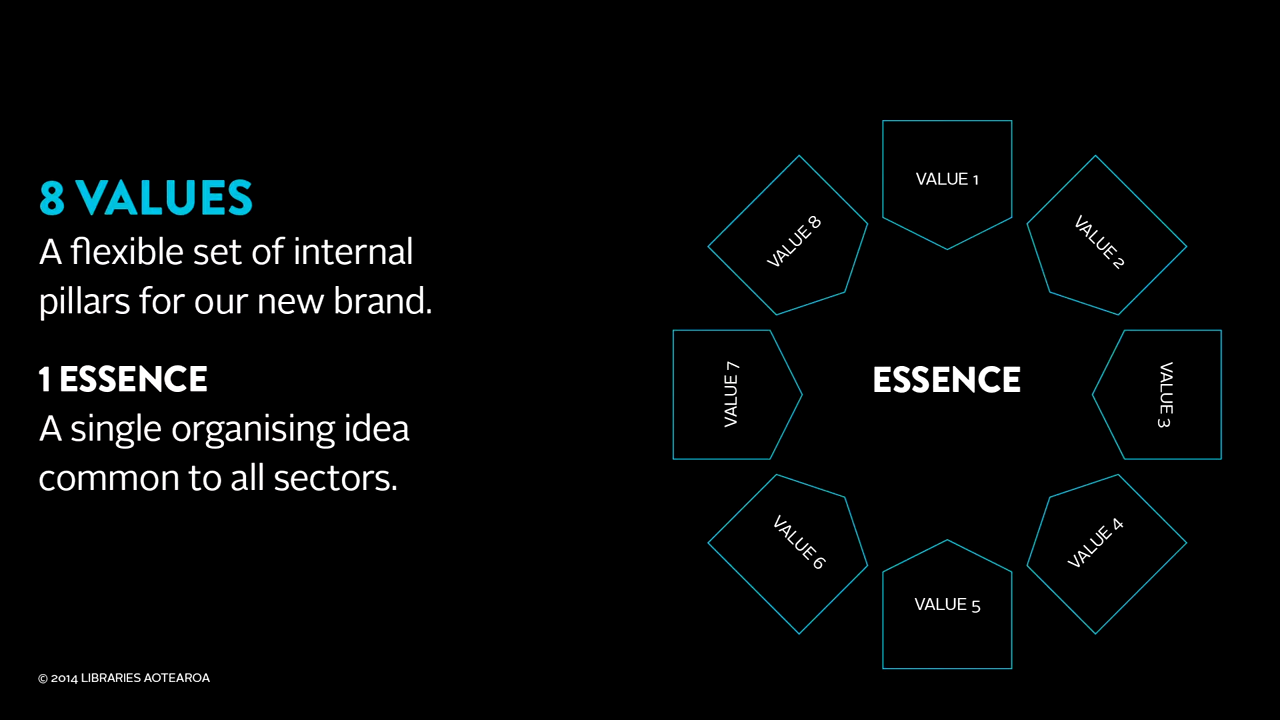 8 VALUES
A flexible set of internal
pillars for our new brand.
1 ESSENCE
A single organising idea
common to all sectors.
© 2014 LIBRARIES AOTEAROA
VALUE 1
VALUE 2
VALUE 3
VALUE 4
VALUE 5
VALUE 6
VALUE 7
VALUE 8
ESSENCE